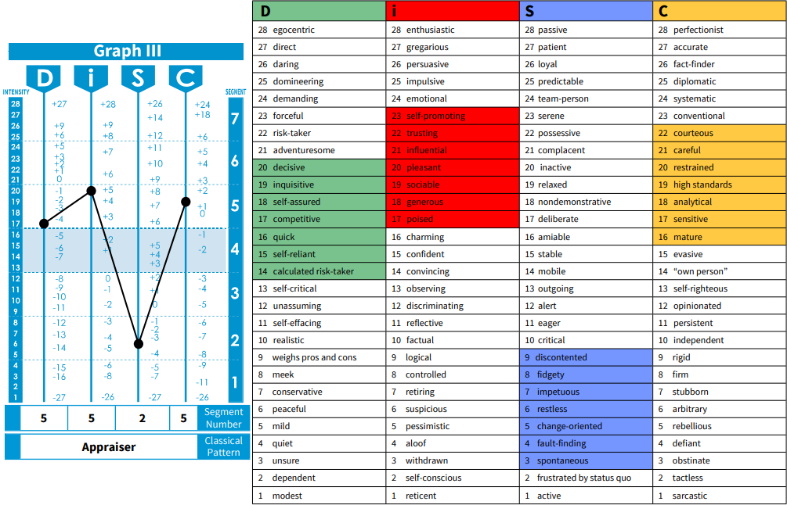 Graph III
D i S C
INTENSITY
SEGMENT
28 +27 +28 +26 +24
27 +14 +18 7
26 +9 +9
25 +6 +8 +12 +6
24 +5 +11
23 +3 +7 +5
22 +2 +10 +4 6
21 +1
0 +9 +3
20 -1 +5 +8 +2
19 -2 +4 +7 +1 5
18 -3 +3 0
17 -4 +6
16 -5 +2 -1
15 -6 +5 -2 4
14 -7 +4
13 +3
12 -8 0 +2 -3
11 -9 -1 -4
10 -10 3
9 -11 -2 0 -5
8 -12 -3 -1 -6
7 -13 -4 -2 -7 2
6 -14 -5 -3
5 -4 -8
4 -15 -6 -5 -9
3 -16 -8 -7 -11 1
2
1 -27 -26 -27 -26
5 5 2 5 Segment Number
Appraiser Classical Pattern
D i S C
28 egocentric 28 enthusiastic 28 passive 28 perfectionist
27 direct 27 gregarious 27 patient 27 accurate
26 daring 26 persuasive 26 loyal 26 fact-finder
25 domineering 25 impulsive 25 predictable 25 diplomatic
24 demanding 24 emotional 24 team-person 24 systematic
23 forceful 23 self-promoting 23 serene 23 conventional
22 risk-taker 22 trusting 22 possessive 22 courteous
21 adventuresome 21 influential 21 complacent 21 careful
20 decisive 20 pleasant 20 inactive 20 restrained
19 inquisitive 19 sociable 19 relaxed 19 high standards
18 self-assured 18 generous 18 nondemonstrative 18 analytical
17 competitive 17 poised 17 deliberate 17 sensitive
16 quick 16 charming 16 amiable 16 mature
15 self-reliant 15 confident 15 stable 15 evasive
14 calculated risk-taker 14 convincing 14 mobile 14 “own person”
13 self-critical 13 observing 13 outgoing 13 self-righteous
12 unassuming 12 discriminating 12 alert 12 opinionated
11 self-effacing 11 reflective 11 eager 11 persistent
10 realistic 10 factual 10 critical 10 independent
9 weighs pros and cons 9 logical 9 discontented 9 rigid
8 meek 8 controlled 8 fidgety 8 firm
7 conservative 7 retiring 7 impetuous 7 stubborn
6 peaceful 6 suspicious 6 restless 6 arbitrary
5 mild 5 pessimistic 5 change-oriented 5 rebellious
4 quiet 4 aloof 4 fault-finding 4 defiant
3 unsure 3 withdrawn 3 spontaneous 3 obstinate
2 dependent 2 self-conscious 2 frustrated by status quo 2 tactless
1 modest 1 reticent 1 active 1 sarcastic